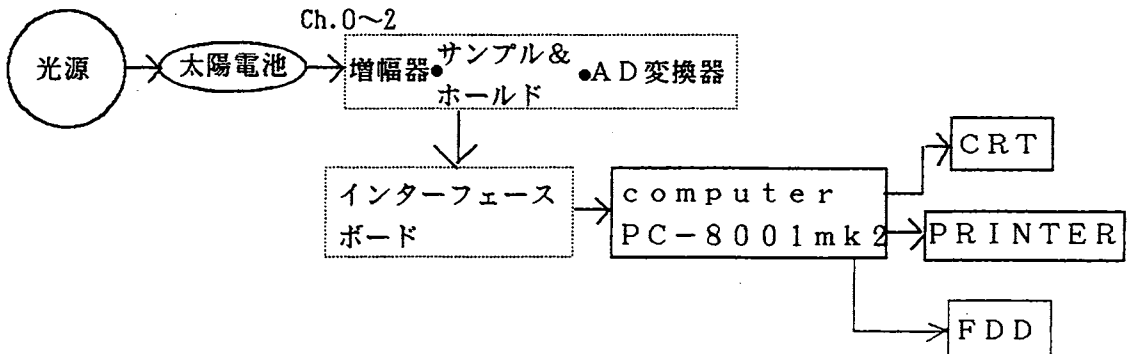 Ch.0~2
光源
太陽電池
増幅器●サンプル&ホールド ●AD変換器
インターフェース
ボード
computer
PC-8001mk2
CRT
PRINTER
FDD